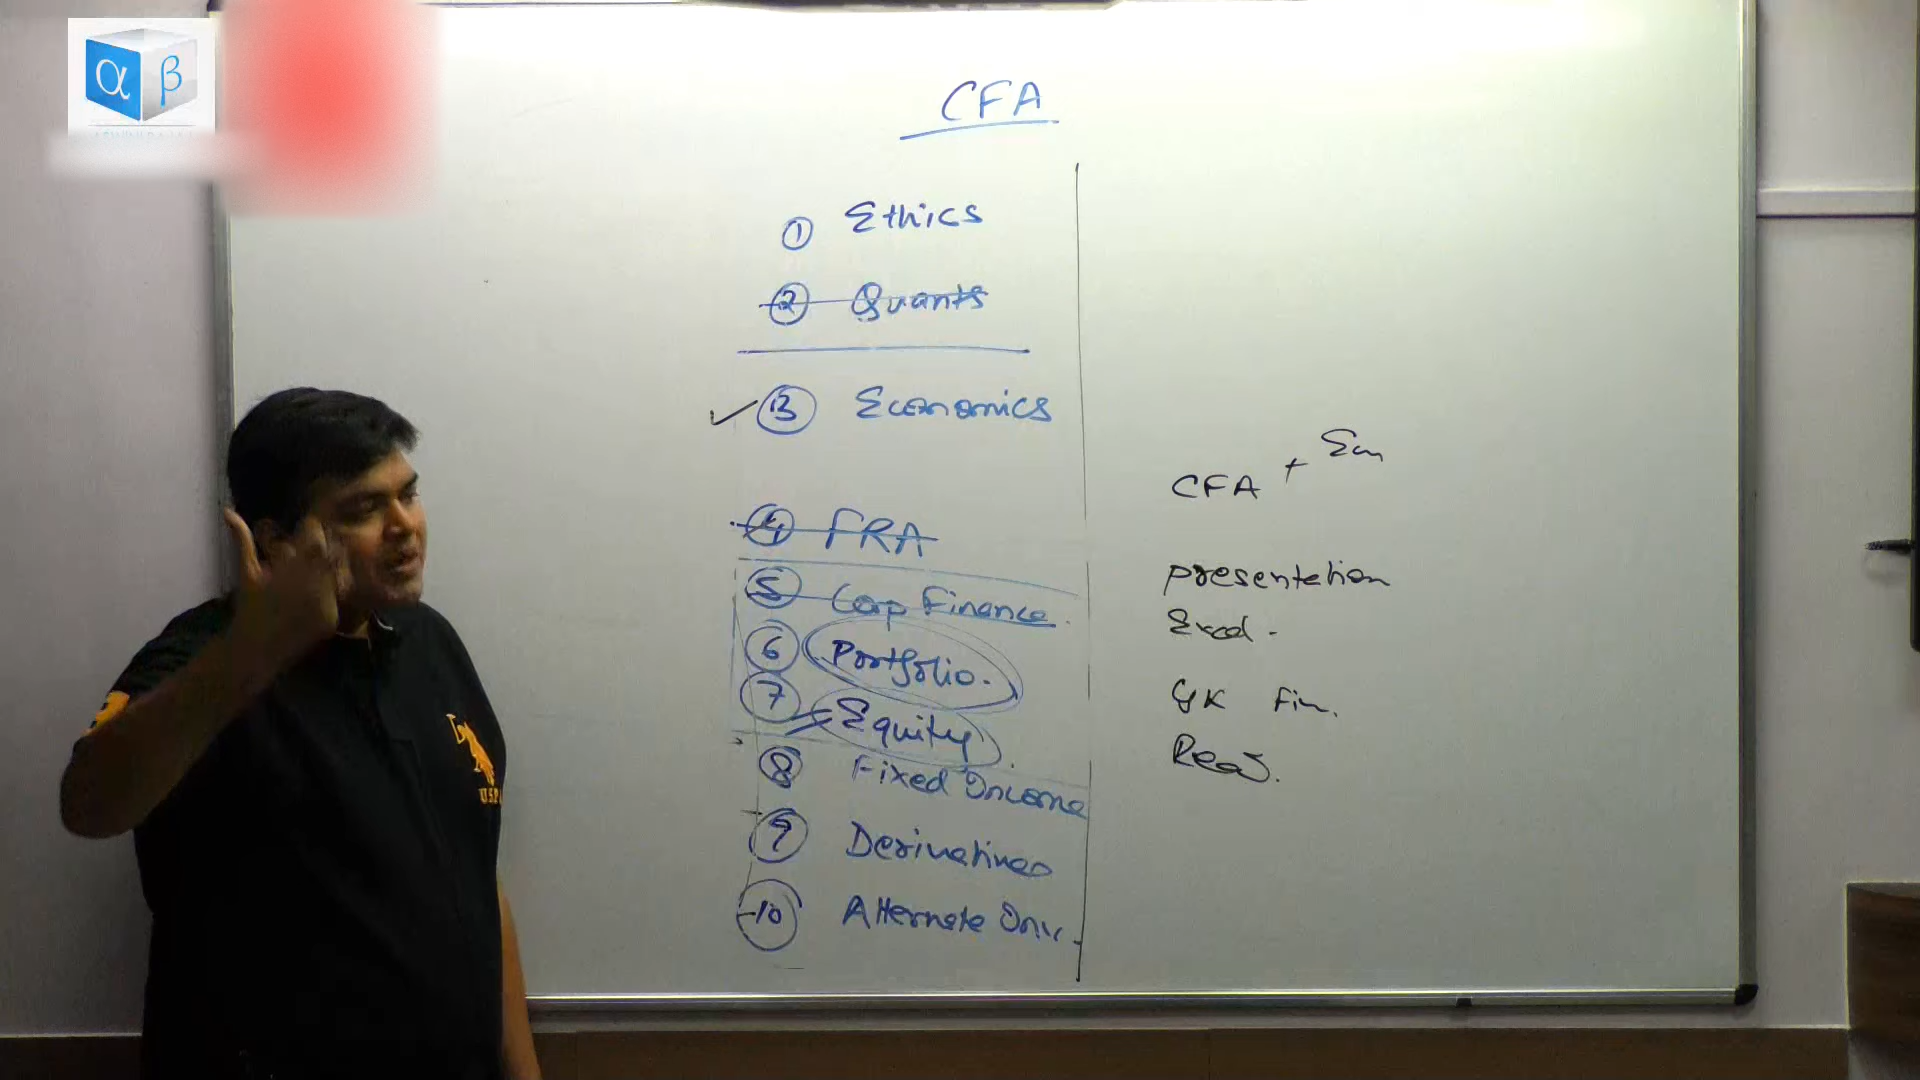 α β
CFA
① Ethics
② Quants
③ Economics
④ FRA
⑤ Corp Finance.
⑥ Portfolio.
⑦ Equity
⑧ Fixed Income
⑨ Derivatives
⑩ Alternate Inv.
CFA +
presentation
Excel -
GK Fin.
U.S.P